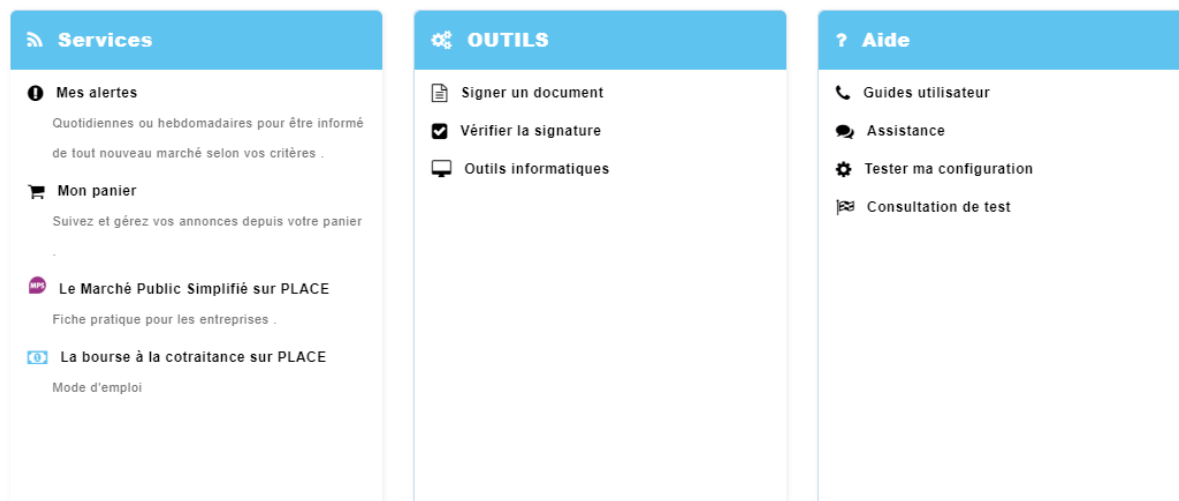 Services
Mes alertes
Quotidiennes ou hebdomadaires pour être informé
de tout nouveau marché selon vos critères .
Mon panier
Suivez et gérez vos annonces depuis votre panier
.
MPS
Le Marché Public Simplifié sur PLACE
Fiche pratique pour les entreprises .
La bourse à la cotraitance sur PLACE
Mode d'emploi
OUTILS
Signer un document
Vérifier la signature
Outils informatiques
? Aide
Guides utilisateur
Assistance
Tester ma configuration
Consultation de test